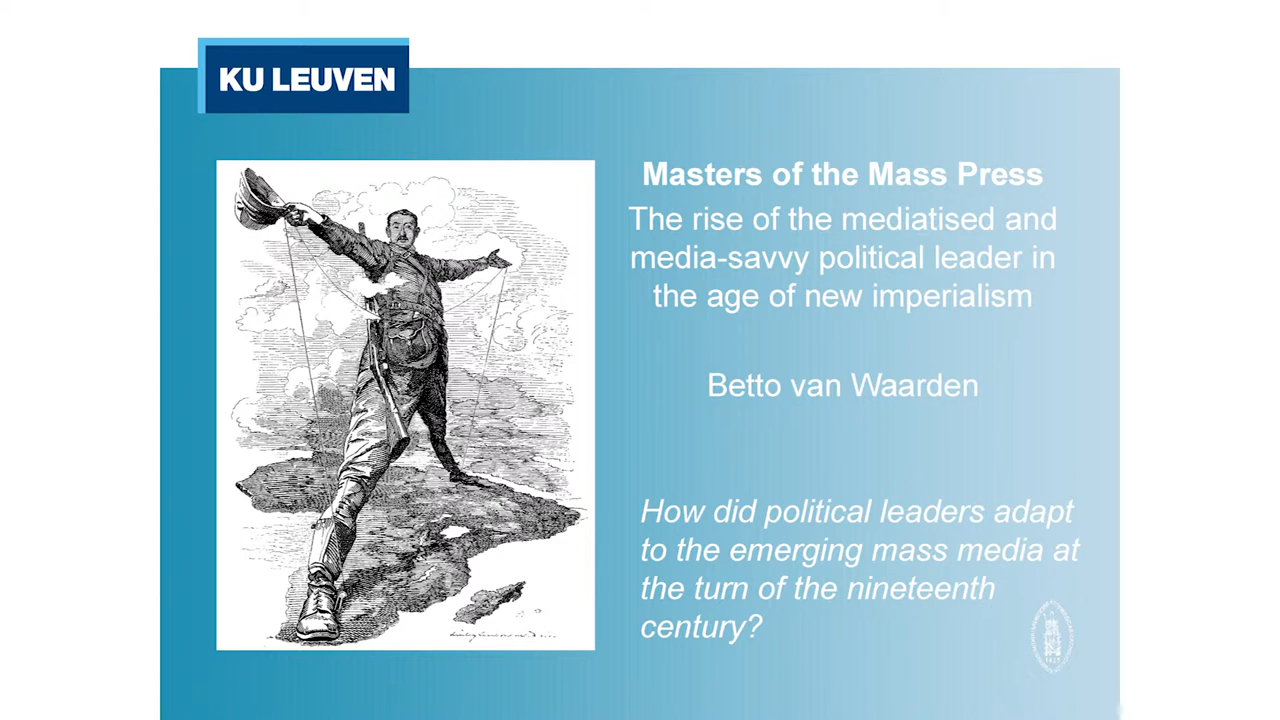 KU LEUVEN
Masters of the Mass Press
The rise of the mediatised and
media-savvy political leader in
the age of new imperialism
Betto van Waarden
How did political leaders adapt
to the emerging mass media at
the turn of the nineteenth
century?